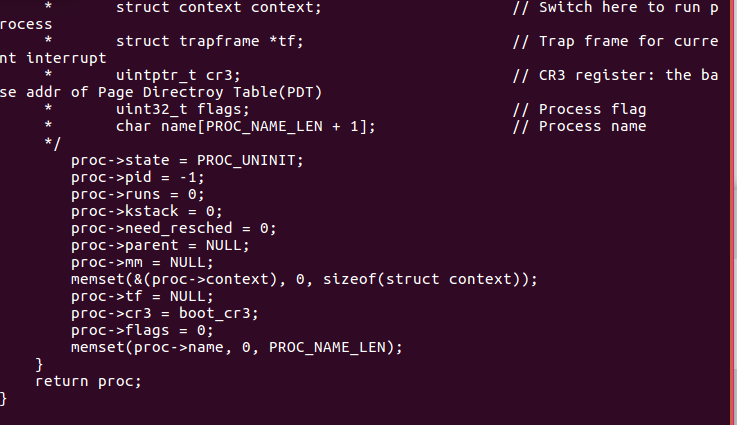 *       struct context context;                       // Switch here to run p
rocess
     *       struct trapframe *tf;                         // Trap frame for curre
nt interrupt
     *       uintptr_t cr3;                                // CR3 register: the ba
se addr of Page Directroy Table(PDT)
     *       uint32_t flags;                               // Process flag
     *       char name[PROC_NAME_LEN + 1];                 // Process name
     */
        proc->state = PROC_UNINIT;
        proc->pid = -1;
        proc->runs = 0;
        proc->kstack = 0;
        proc->need_resched = 0;
        proc->parent = NULL;
        proc->mm = NULL;
        memset(&(proc->context), 0, sizeof(struct context));
        proc->tf = NULL;
        proc->cr3 = boot_cr3;
        proc->flags = 0;
        memset(proc->name, 0, PROC_NAME_LEN);
    }
    return proc;
}